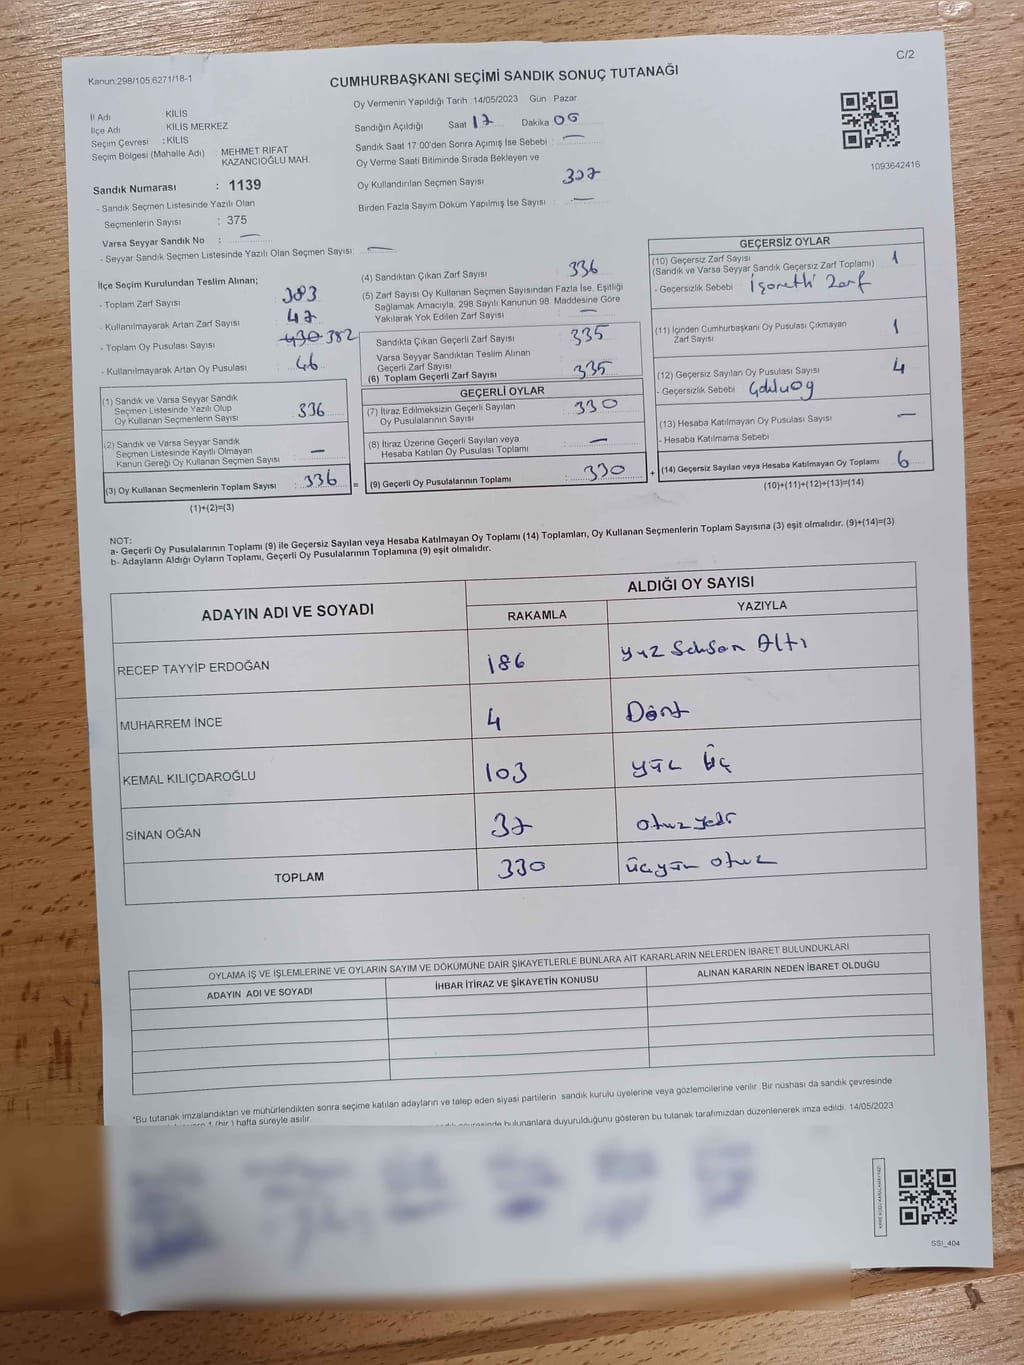 Kanun:298/105.6271/18-1
C/2
CUMHURBAŞKANI SEÇİMİ SANDIK SONUÇ TUTANAĞI
İl Adı KİLİS
İlçe Adı KİLİS MERKEZ
Seçim Çevresi : KİLİS
Seçim Bölgesi (Mahalle Adı) : MEHMET RIFAT
KAZANCIOĞLU MAH.
Sandık Numarası : 1139
- Sandık Seçmen Listesinde Yazılı Olan
Seçmenlerin Sayısı : 375
Varsa Seyyar Sandık No : —
- Seyyar Sandık Seçmen Listesinde Yazılı Olan Seçmen Sayısı: —
Oy Vermenin Yapıldığı Tarih :14/05/2023 Gün : Pazar
Sandığın Açıldığı Saat 17 Dakika 06
Sandık Saat 17:00'den Sonra Açımış İse Sebebi : —
Oy Verme Saati Bitiminde Sırada Bekleyen ve
Oy Kullandırılan Seçmen Sayısı : 327
Birden Fazla Sayım Döküm Yapılmış İse Sayısı : —
1093642416
İlçe Seçim Kurulundan Teslim Alınan;
- Toplam Zarf Sayısı : 383
- Kullanılmayarak Artan Zarf Sayısı : 47
- Toplam Oy Pusulası Sayısı : 430 382
- Kullanılmayarak Artan Oy Pusulası : 46
(1) Sandık ve Varsa Seyyar Sandık
Seçmen Listesinde Yazılı Olup
Oy Kullanan Seçmenlerin Sayısı : 336
(2) Sandık ve Varsa Seyyar Sandık
Seçmen Listesinde Kayıtlı Olmayan
Kanun Gereği Oy Kullanan Seçmen Sayısı : —
(3) Oy Kullanan Seçmenlerin Toplam Sayısı : 336
(1)+(2)=(3)
(4) Sandıktan Çıkan Zarf Sayısı : 336
(5) Zarf Sayısı Oy Kullanan Seçmen Sayısından Fazla İse, Eşitliği
Sağlamak Amacıyla, 298 Sayılı Kanunun 98. Maddesine Göre
Yakılarak Yok Edilen Zarf Sayısı : —
Sandıkta Çıkan Geçerli Zarf Sayısı : 335
Varsa Seyyar Sandıktan Teslim Alınan
Geçerli Zarf Sayısı
(6) Toplam Geçerli Zarf Sayısı : 335
=
GEÇERLİ OYLAR
(7) İtiraz Edilmeksizin Geçerli Sayılan
Oy Pusulalarının Sayısı : 330
(8) İtiraz Üzerine Geçerli Sayılan veya
Hesaba Katılan Oy Pusulası Toplamı : —
(9) Geçerli Oy Pusulalarının Toplamı : 330
+
GEÇERSİZ OYLAR
(10) Geçersiz Zarf Sayısı : 1
(Sandık ve Varsa Seyyar Sandık Geçersiz Zarf Toplamı)
- Geçersizlik Sebebi : İşaretli Zarf
(11) İçinden Cumhurbaşkanı Oy Pusulası Çıkmayan : 1
Zarf Sayısı
(12) Geçersiz Sayılan Oy Pusulası Sayısı : 4
- Geçersizlik Sebebi :
(13) Hesaba Katılmayan Oy Pusulası Sayısı : —
- Hesaba Katılmama Sebebi :
(14) Geçersiz Sayılan veya Hesaba Katılmayan Oy Toplamı : 6
(10)+(11)+(12)+(13)=(14)
NOT:
a- Geçerli Oy Pusulalarının Toplamı (9) ile Geçersiz Sayılan veya Hesaba Katılmayan Oy Toplamı (14) Toplamları, Oy Kullanan Seçmenlerin Toplam Sayısına (3) eşit olmalıdır. (9)+(14)=(3)
b- Adayların Aldığı Oyların Toplamı, Geçerli Oy Pusulalarının Toplamına (9) eşit olmalıdır.
ADAYIN ADI VE SOYADI ALDIĞI OY SAYISI
RAKAMLA YAZIYLA
RECEP TAYYİP ERDOĞAN 186 yüz Seksen Altı
MUHARREM İNCE 4 Dört
KEMAL KILIÇDAROĞLU 103 yüz üç
SİNAN OĞAN 37 otuz yedi
TOPLAM 330 üçyüz otuz
OYLAMA İŞ VE İŞLEMLERİNE VE OYLARIN SAYIM VE DÖKÜMÜNE DAİR ŞİKAYETLERLE BUNLARA AİT KARARLARIN NELERDEN İBARET BULUNDUKLARI
ADAYIN ADI VE SOYADI İHBAR İTİRAZ VE ŞİKAYETİN KONUSU ALINAN KARARIN NEDEN İBARET OLDUĞU
*Bu tutanak imzalandıktan ve mühürlendikten sonra seçime katılan adayların ve talep eden siyasi partilerin sandık kurulu üyelerine veya gözlemcilerine verilir. Bir nüshası da sandık çevresinde
1 (bir) hafta süreyle asılır.
bulunanlara duyurulduğunu gösteren bu tutanak tarafımızdan düzenlenerek imza edildi. 14/05/2023
SSI_404